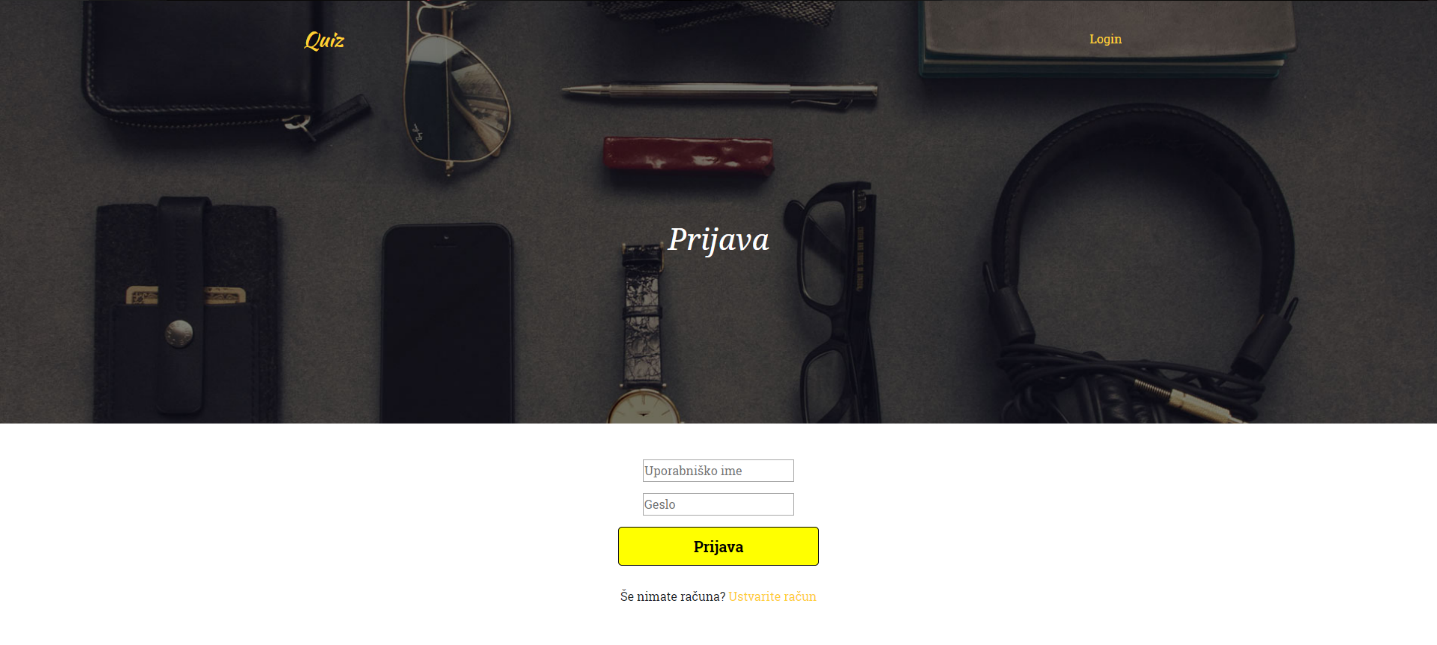 Quiz
Login
Prijava
Uporabniško ime
Geslo
Prijava
Še nimate računa? Ustvarite račun